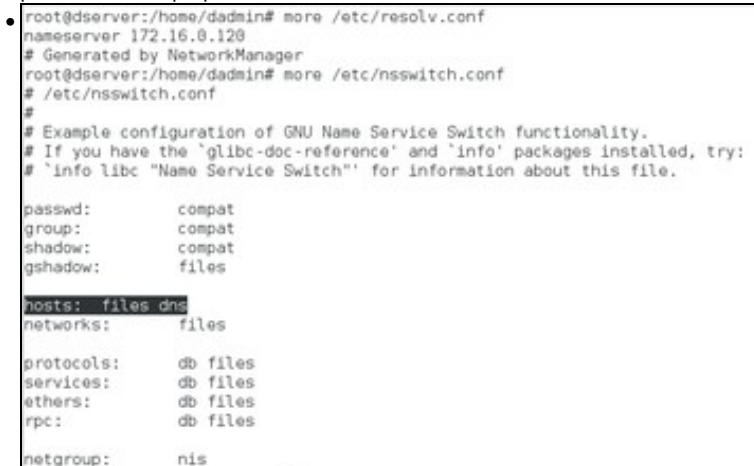 root@dserver:/home/dadmin# more /etc/resolv.conf
nameserver 172.16.0.120
# Generated by NetworkManager
root@dserver:/home/dadmin# more /etc/nsswitch.conf
# /etc/nsswitch.conf
#
# Example configuration of GNU Name Service Switch functionality.
# If you have the `glibc-doc-reference' and `info' packages installed, try:
# `info libc "Name Service Switch"' for information about this file.
passwd: compat
group: compat
shadow: compat
gshadow: files
hosts: files dns
networks: files
protocols: db files
services: db files
ethers: db files
rpc: db files
netgroup: nis